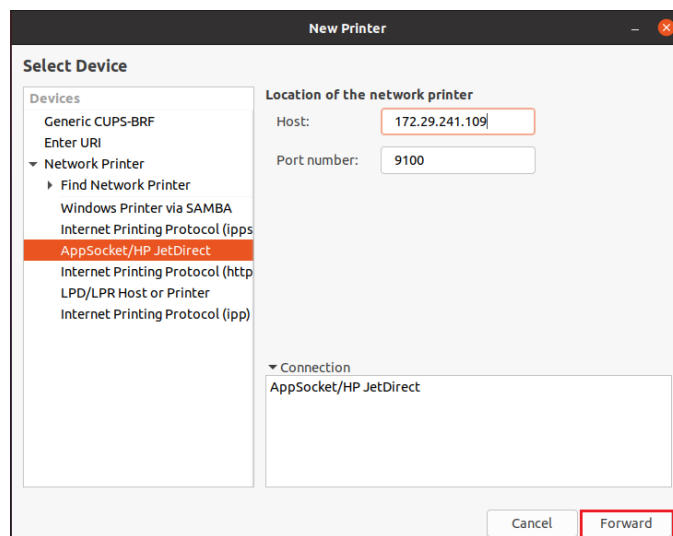 New Printer
Select Device
Devices
Generic CUPS-BRF
Enter URI
Network Printer
Find Network Printer
Windows Printer via SAMBA
Internet Printing Protocol (ipps
AppSocket/HP JetDirect
Internet Printing Protocol (http
LPD/LPR Host or Printer
Internet Printing Protocol (ipp)
Location of the network printer
Host: 172.29.241.109
Port number: 9100
Connection
AppSocket/HP JetDirect
Cancel Forward